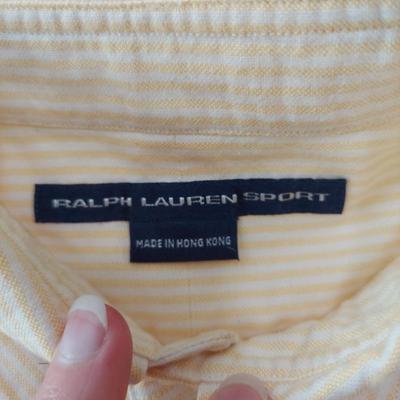 RALPH LAUREN SPORT
MADE IN HONG KONG